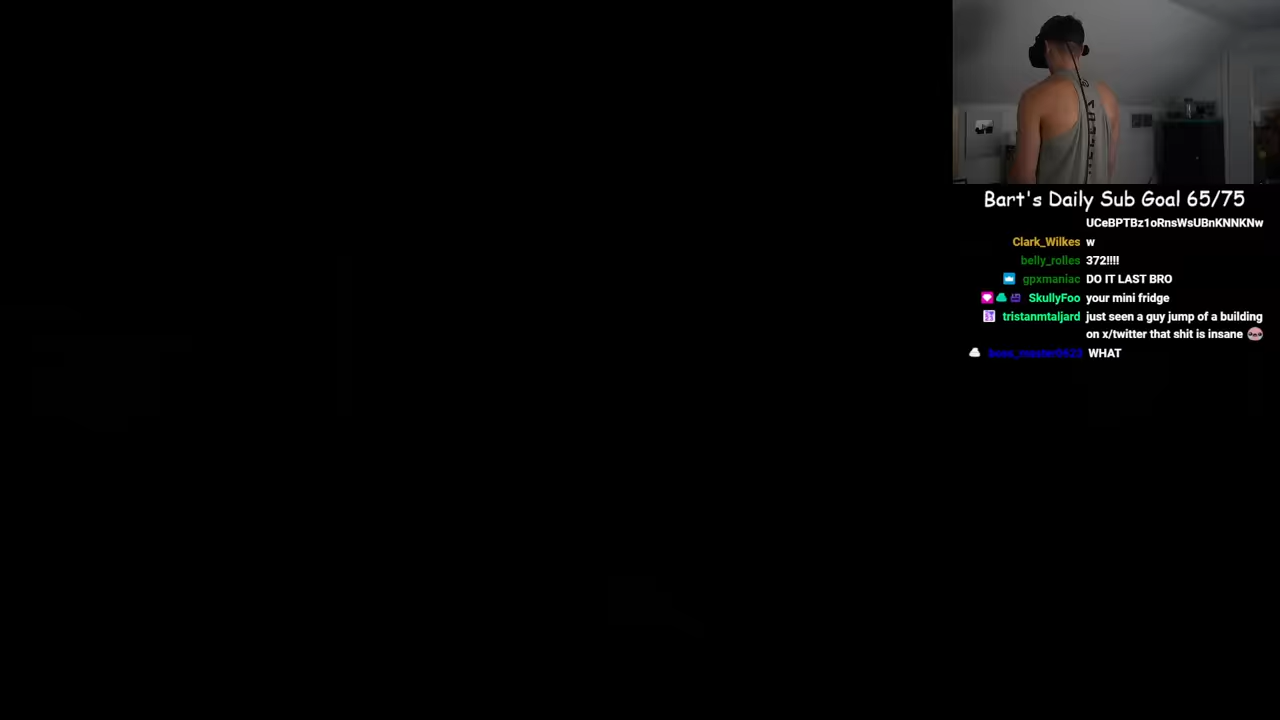 Bart's Daily Sub Goal 65/75
UCeBPTBz1oRnsWsUBnKNNKNw
Clark_Wilkes w
belly_rolles 372!!!!
gpxmaniac DO IT LAST BRO
SkullyFoo your mini fridge
tristanmtaljard just seen a guy jump of a building
on x/twitter that shit is insane
WHAT